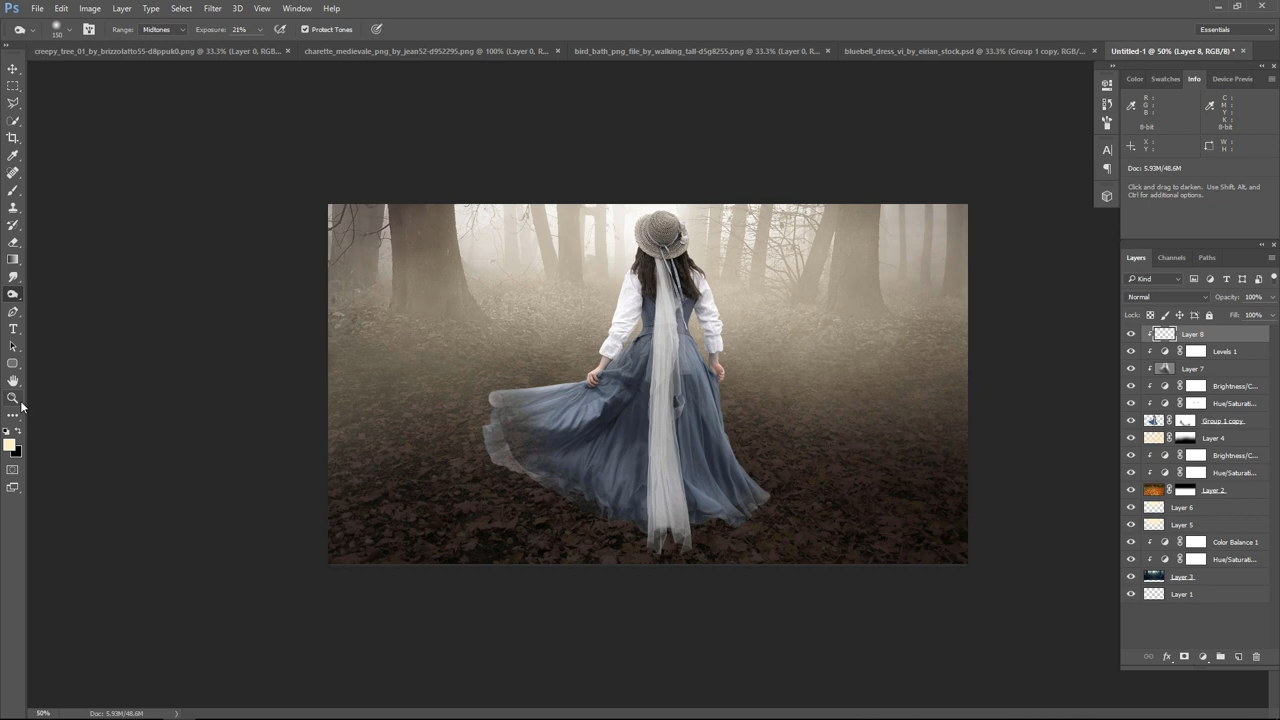 Ps File Edit Image Layer Type Select Filter 3D View Window Help
150 Range: Midtones Exposure: 21% Protect Tones Essentials
creepy_tree_01_by_brizzolatto55-d8ppuk0.png @ 33.3% (Layer 0, RGB... × charette_medievale_png_by_jean52-d952295.png @ 100% (Layer 0, R... × bird_bath_png_file_by_walking_tall-d5g8255.png @ 33.3% (Layer 0, R... × bluebell_dress_vi_by_eirian_stock.psd @ 33.3% (Group 1 copy, RGB/... × Untitled-1 @ 50% (Layer 8, RGB/8) * ×
Color Swatches Info Device Previe
R : C :
G : M :
B : Y :
K :
8-bit 8-bit
X : W :
Y : H :
Doc: 5.93M/48.6M
Click and drag to darken. Use Shift, Alt, and
Ctrl for additional options.
Layers Channels Paths
Kind
Normal Opacity: 100%
Lock: Fill: 100%
Layer 8
Levels 1
Layer 7
Brightness/C...
Hue/Saturati...
Group 1 copy
Layer 4
Brightness/C...
Hue/Saturati...
Layer 2
Layer 6
Layer 5
Color Balance 1
Hue/Saturati...
Layer 3
Layer 1
fx
50% Doc: 5.93M/48.6M